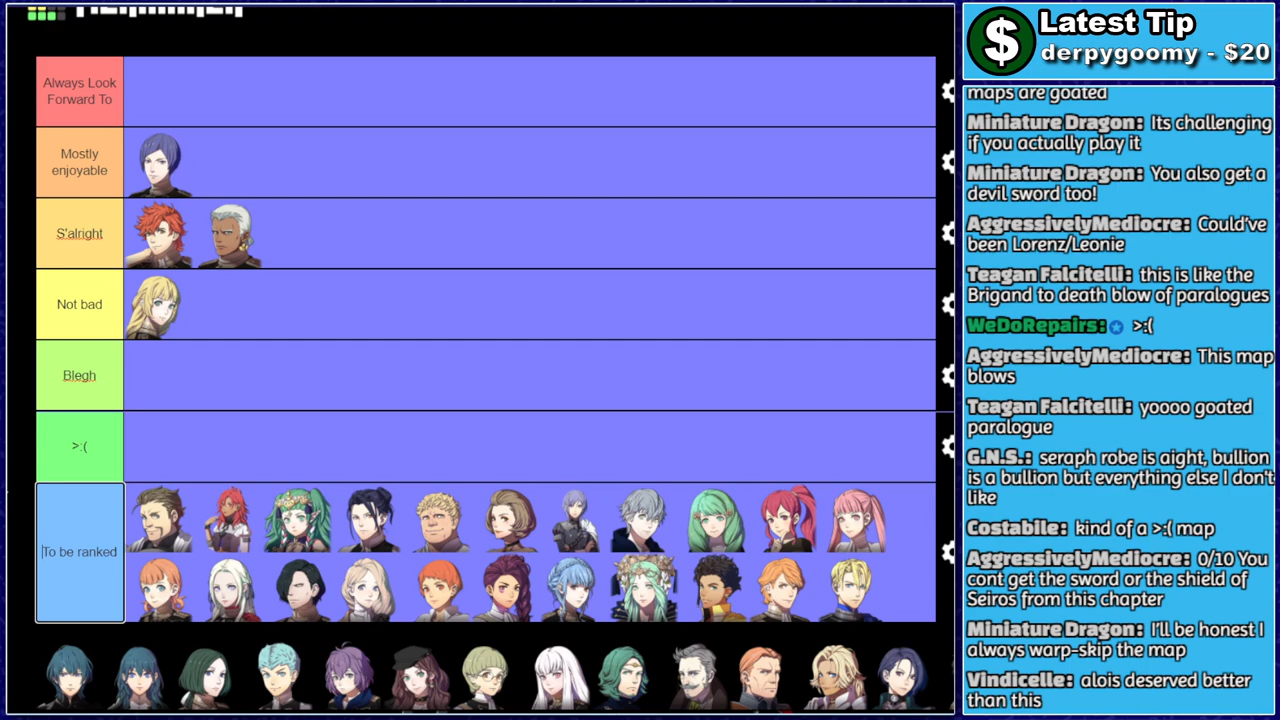 Always Look
Forward To
Mostly
enjoyable
S'alright
Not bad
Blegh
>:(
To be ranked
$
Latest Tip
derpygoomy - $20
maps are goated
Miniature Dragon: Its challenging
if you actually play it
Miniature Dragon: You also get a
devil sword too!
AggressivelyMediocre: Could've
been Lorenz/Leonie
Teagan Falcitelli: this is like the
Brigand to death blow of paralogues
WeDoRepairs: >:(
AggressivelyMediocre: This map
blows
Teagan Falcitelli: yoooo goated
paralogue
G.N.S.: seraph robe is aight, bullion
is a bullion but everything else I don't
like
Costabile: kind of a >:( map
AggressivelyMediocre: 0/10 You
cont get the sword or the shield of
Seiros from this chapter
Miniature Dragon: I'll be honest I
always warp-skip the map
Vindicelle: alois deserved better
than this